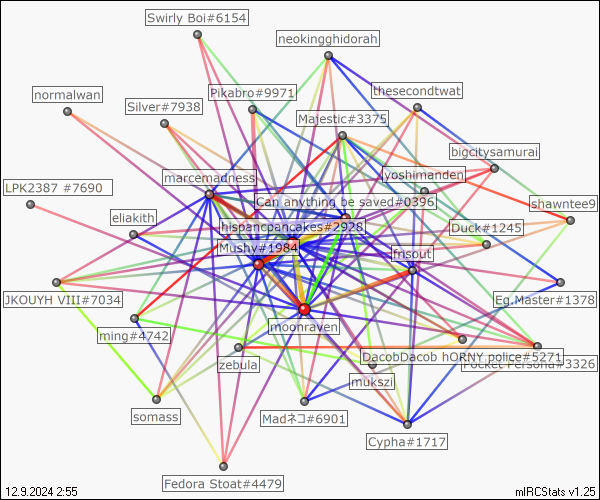 Swirly Boi#6154
neokingghidorah
normalwan
Silver#7938
Pikabro#9971
thesecondtwat
Majestic#3375
bigcitysamurai
marcemadness
yoshimanden
LPK2387 #7690
Can anything be saved#0396
shawntee9
eliakith
hispancpancakes#2928
Duck#1245
Mushy#1984
frisout
JKOUYH VIII#7034
Eg.Master#1378
moonraven
ming#4742
DacobDacob hORNY police#5271
zebula
Pocket Persona#3326
mukszi
somass
Madネコ#6901
Cypha#1717
Fedora Stoat#4479
12.9.2024 2:55
mIRCStats v1.25